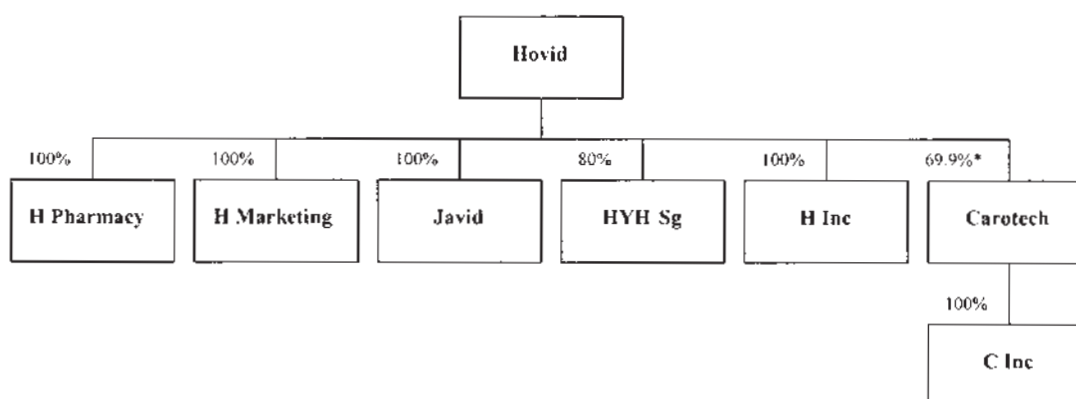 Hovid
100% 100% 100% 80% 100% 69.9%*
H Pharmacy H Marketing Javid HYH Sg H Inc Carotech
100%
C Inc